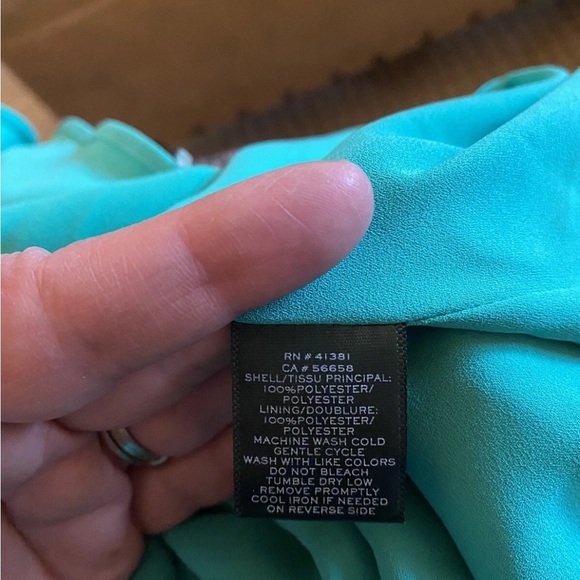 RN # 41381
CA # 56658
SHELL/TISSU PRINCIPAL:
100%POLYESTER/
POLYESTER
LINING/DOUBLURE:
100%POLYESTER/
POLYESTER
MACHINE WASH COLD
GENTLE CYCLE
WASH WITH LIKE COLORS
DO NOT BLEACH
TUMBLE DRY LOW
REMOVE PROMPTLY
COOL IRON IF NEEDED
ON REVERSE SIDE